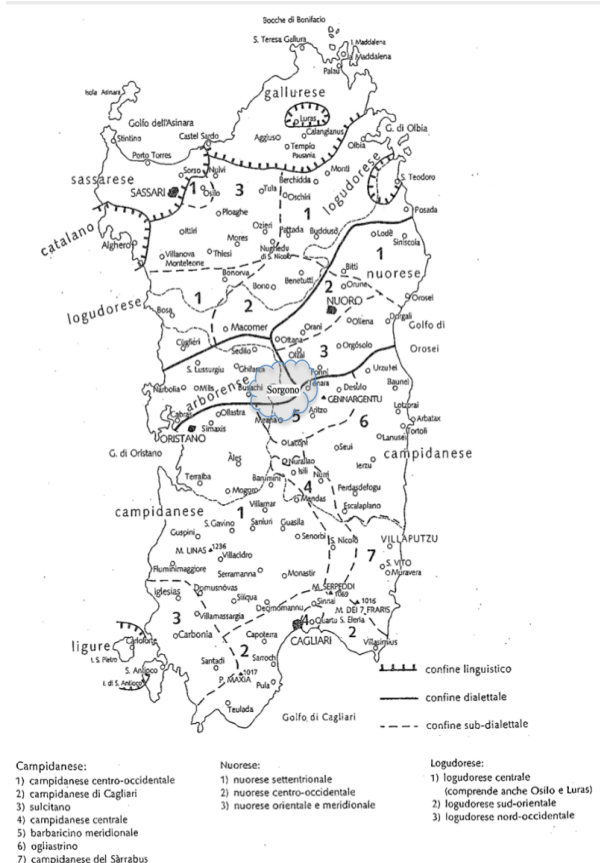 Bocche di Bonifacio
S. Teresa Gallura
I. Maddalena
la Maddalena
Palau
Isola Asinara
gallurese
Luras
Golfo dell'Asinara
Calangianus
G. di Olbia
Stintino
Castel Sardo
Aggius
Tempio
Pausania
Olbia
Porto Torres
Monti
Sorso
Nulvi
Berchidda
S. Teodoro
sassarese
SASSARI
1
Osilo
3
Tula
Oschiri
logudorese
Ploaghe
1
Posada
catalano
Ittiri
Ozieri
Pattada
Buddusò
Lodè
Siniscola
Alghero
Mores
1
Villanova
Monteleone
Thiesi
Nughedu
di S. Nicolò
Bitti
nuorese
Bonorva
Benetutti
2
Orune
Bono
1
2
NUORO
Orosei
logudorese
Bosa
Orani
Oliena
Dorgali
Golfo di
Orosei
Macomer
Ottana
Cuglieri
Sedilo
Olzai
3
Orgósolo
S. Lussurgiu
Ghilarza
Fonni
Urzulei
Narbolia
Milis
arborense
Busachi
Sorgono
Tonara
Desulo
Baunei
GENNARGENTU
Cabras
Ollastra
Aritzo
Lotzorai
Simaxis
5
6
Arbatax
Tortolì
ORISTANO
Lanusei
G. di Oristano
Laconi
Seui
campidanese
Àles
Nurallao
Isili
Ierzu
Terralba
Banimini
Nurri
4
Perdasdefogu
Mogoro
Mandas
campidanese
1
Villamar
Escalaplano
S. Gavino
Sanluri
Guasila
Guspini
Senorbì
S. Nicolò
VILLAPUTZU
M. LINAS 1236
Villacidro
7
S. VITO
Fluminimaggiore
Serramanna
Monastir
Muravera
M. SERPEDDI
1069
Iglesias
Domusnóvas
Siliqua
Decimomannu
Sinnai
1016
M. DEI 7 FRARIS
3
Villamassargia
4
Quartu S. Elena
2
Carloforte
Carbonia
Capoterra
CAGLIARI
Villasimius
ligure
I. S. Pietro
2
confine linguistico
S. Antioco
Santadi
Sarroch
I. di S. Antioco
1017
P. MAXIA
Pula
confine dialettale
Teulada
Golfo di Cagliari
confine sub-dialettale
Campidanese:
1) campidanese centro-occidentale
2) campidanese di Cagliari
3) sulcitano
4) campidanese centrale
5) barbaricino meridionale
6) ogliastrino
7) campidanese del Sàrrabus
Nuorese:
1) nuorese settentrionale
2) nuorese centro-occidentale
3) nuorese orientale e meridionale
Logudorese:
1) logudorese centrale
(comprende anche Osilo e Luras)
2) logudorese sud-orientale
3) logudorese nord-occidentale